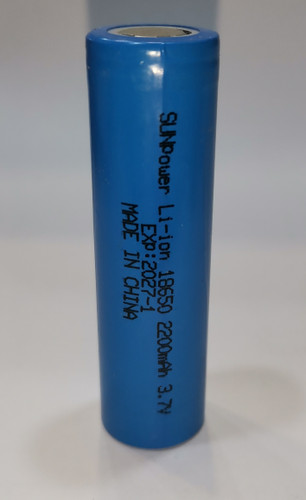 SUNPower Li-ion 18650 2200mAh 3.7V
EXP:2027-1
MADE IN CHINA